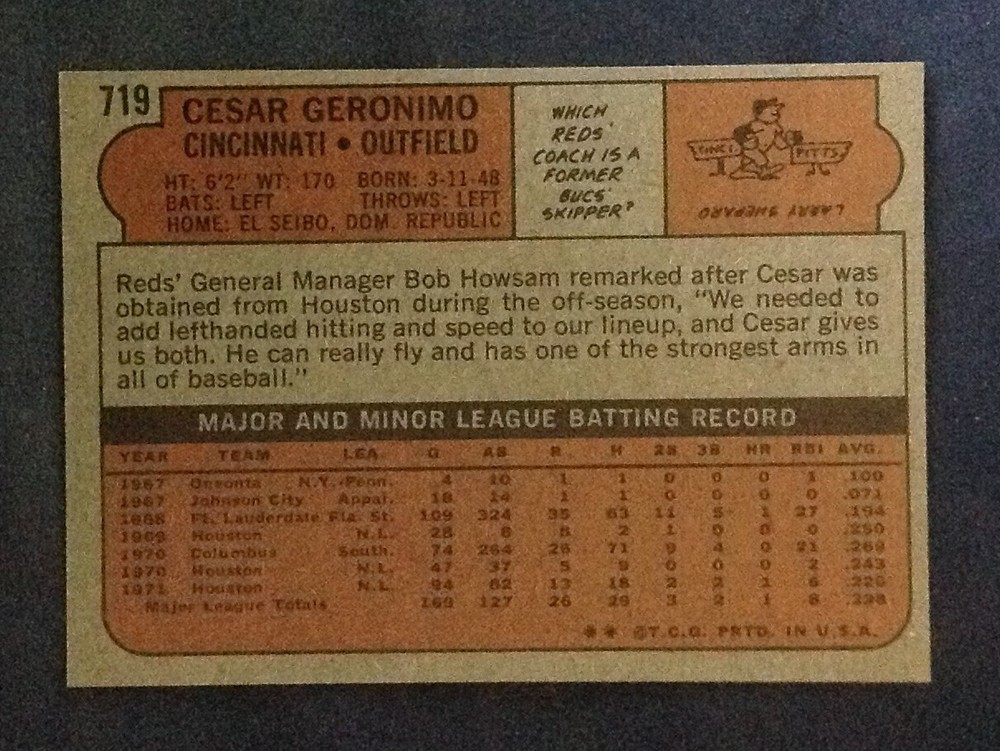 719
CESAR GERONIMO
CINCINNATI • OUTFIELD
HT: 6'2" WT: 170 BORN: 3-11-48
BATS: LEFT THROWS: LEFT
HOME: EL SEIBO, DOM. REPUBLIC
WHICH
REDS'
COACH IS A
FORMER
BUCS'
SKIPPER?
CINCI
PITTS
LARRY SHEPARD
Reds' General Manager Bob Howsam remarked after Cesar was
obtained from Houston during the off-season, "We needed to
add lefthanded hitting and speed to our lineup, and Cesar gives
us both. He can really fly and has one of the strongest arms in
all of baseball."
MAJOR AND MINOR LEAGUE BATTING RECORD
YEAR TEAM LEA. G AB R H 2B 3B HR RBI AVG.
1967 Oneonta N.Y.-Penn. 4 10 1 1 0 0 0 1 .100
1967 Johnson City Appal. 18 14 1 1 0 0 0 0 .071
1968 Ft. Lauderdale Fla. St. 109 324 35 63 11 5 1 27 .194
1969 Houston N.L. 28 8 8 2 1 0 0 0 .250
1970 Columbus South. 74 264 28 71 9 4 0 21 .269
1970 Houston N.L. 47 37 5 9 0 0 0 2 .243
1971 Houston N.L. 94 82 13 18 2 2 1 6 .220
Major League Totals 169 127 26 29 3 2 1 8 .228
** ©T.C.G. PRTD. IN U.S.A.